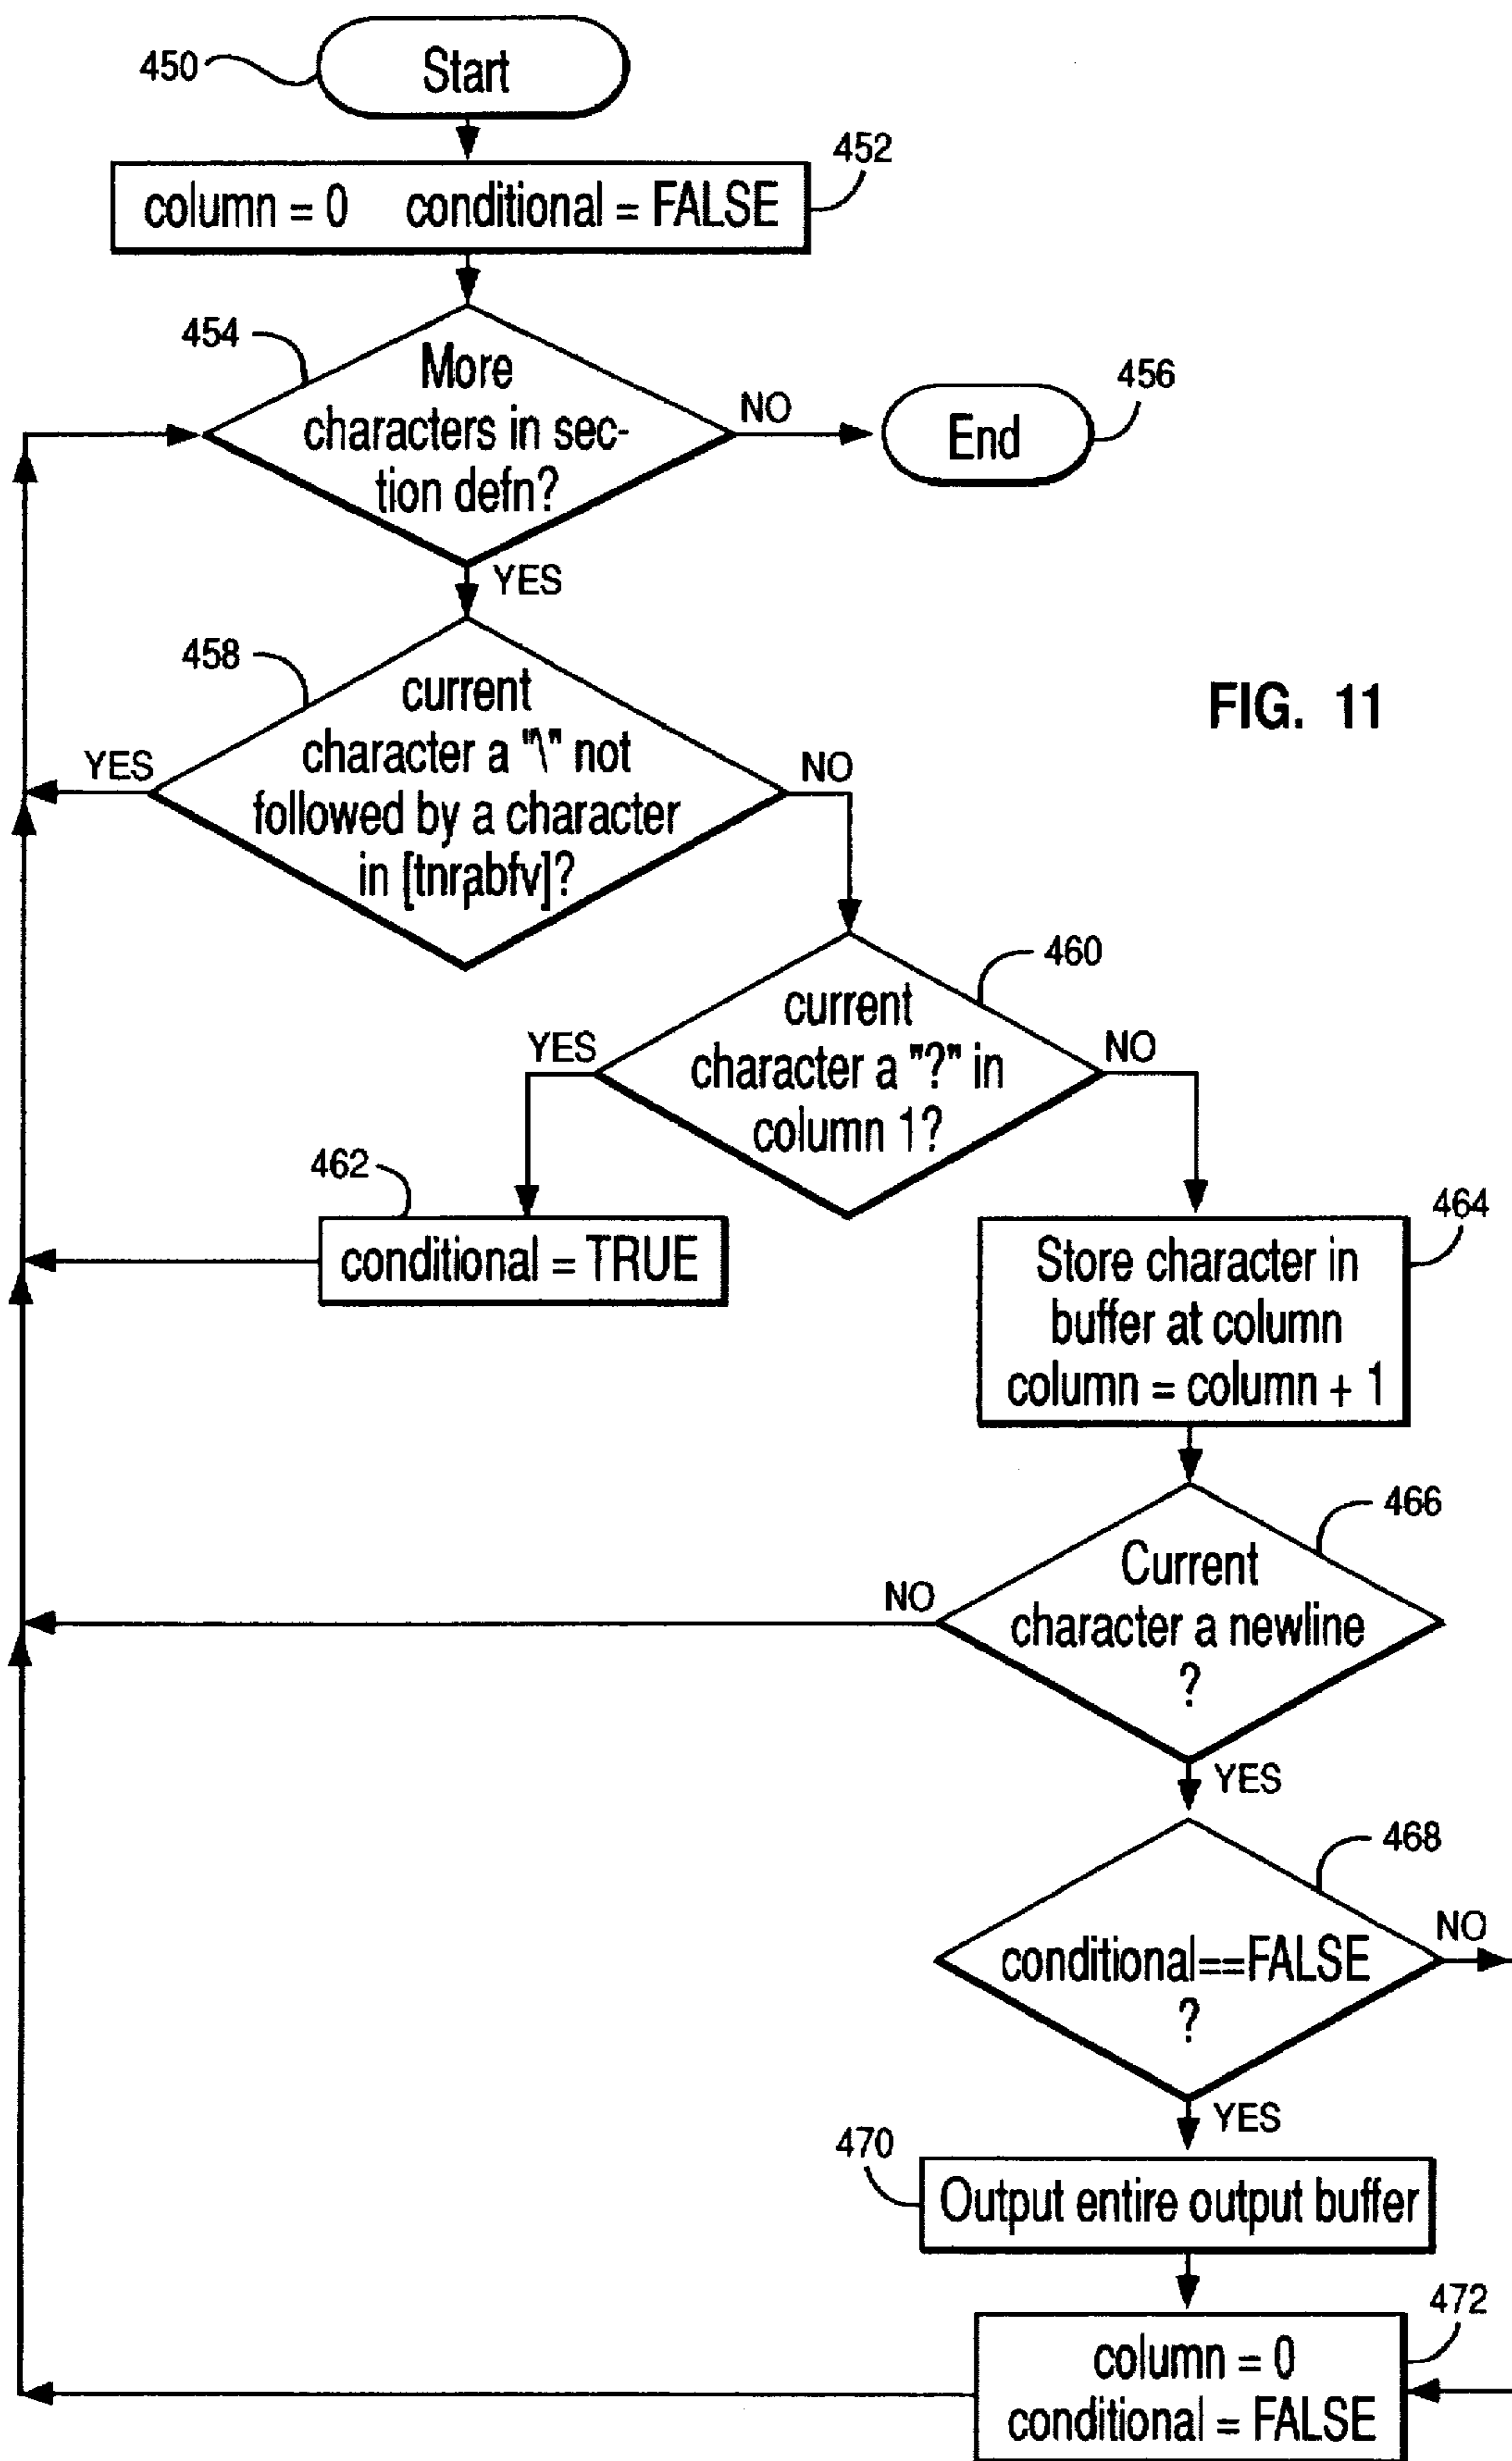 450
Start
452
column = 0 conditional = FALSE
454
More
characters in sec-
tion defn?
NO
456
End
YES
458
current
character a "\" not
followed by a character
in [tnrabfv]?
YES
NO
FIG. 11
460
current
character a "?" in
column 1?
YES
NO
462
conditional = TRUE
464
Store character in
buffer at column
column = column + 1
466
Current
character a newline
?
NO
YES
468
conditional==FALSE
?
NO
YES
470
Output entire output buffer
472
column = 0
conditional = FALSE